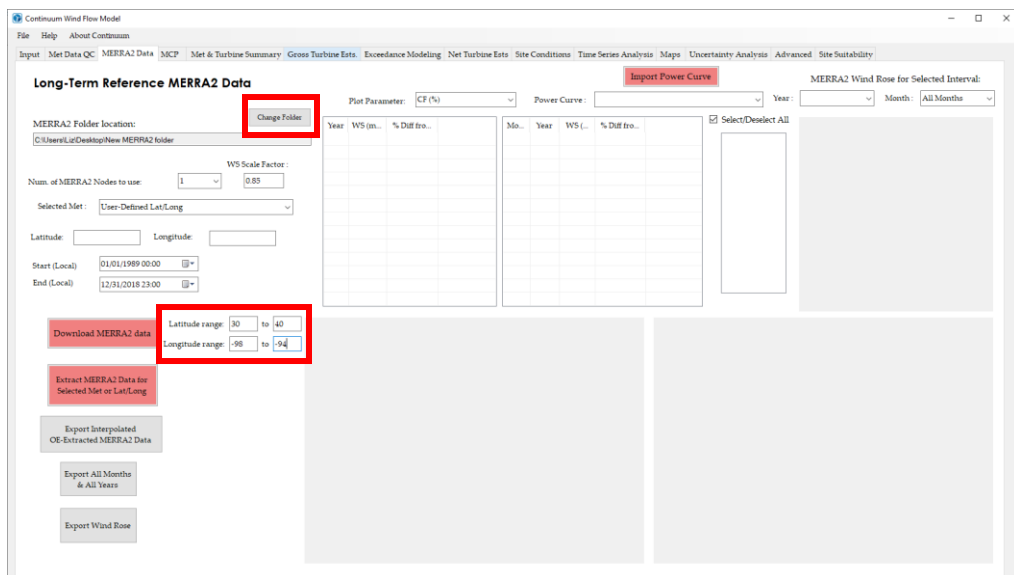 Continuum Wind Flow Model
File Help About Continuum
Input Met Data QC MERRA2 Data MCP Met & Turbine Summary Gross Turbine Ests. Exceedance Modeling Net Turbine Ests Site Conditions Time Series Analysis Maps Uncertainty Analysis Advanced Site Suitability
Long-Term Reference MERRA2 Data
Import Power Curve
MERRA2 Wind Rose for Selected Interval:
Plot Parameter: CF (%)
Power Curve:
Year:
Month: All Months
Change Folder
MERRA2 Folder location:
C:\Users\Liz\Desktop\New MERRA2 folder
Year WS (m... % Diff fro...
Mo... Year WS (... % Diff fro...
Select/Deselect All
WS Scale Factor:
Num. of MERRA2 Nodes to use: 1 0.85
Selected Met: User-Defined Lat/Long
Latitude: Longitude:
Start (Local) 01/01/1989 00:00
End (Local) 12/31/2018 23:00
Download MERRA2 data
Latitude range: 30 to 40
Longitude range: -98 to -94
Extract MERRA2 Data for
Selected Met or Lat/Long
Export Interpolated
OE-Extracted MERRA2 Data
Export All Months
& All Years
Export Wind Rose